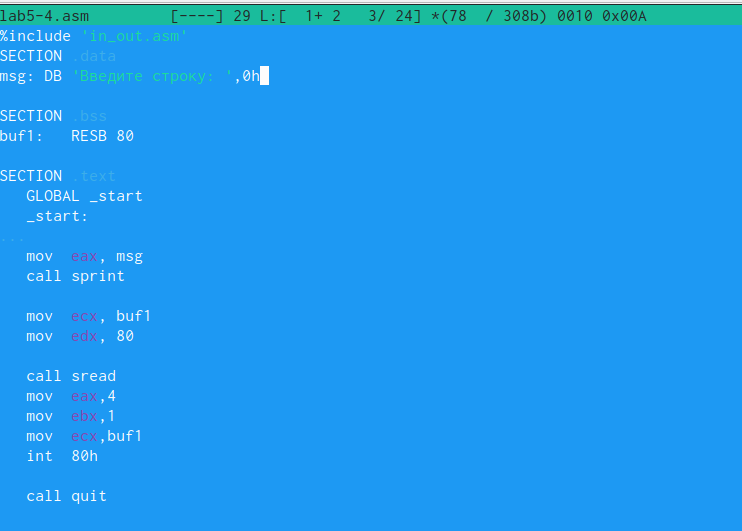 lab5-4.asm         [----] 29 L:[  1+ 2   3/ 24] *(78  / 308b) 0010 0x00A
%include 'in_out.asm'
SECTION .data
msg: DB 'Введите строку: ',0h
SECTION .bss
buf1:   RESB 80
SECTION .text
   GLOBAL _start
   _start:
...
   mov  eax, msg
   call sprint
   mov  ecx, buf1
   mov  edx, 80
   call sread
   mov  eax,4
   mov  ebx,1
   mov  ecx,buf1
   int  80h
   call quit